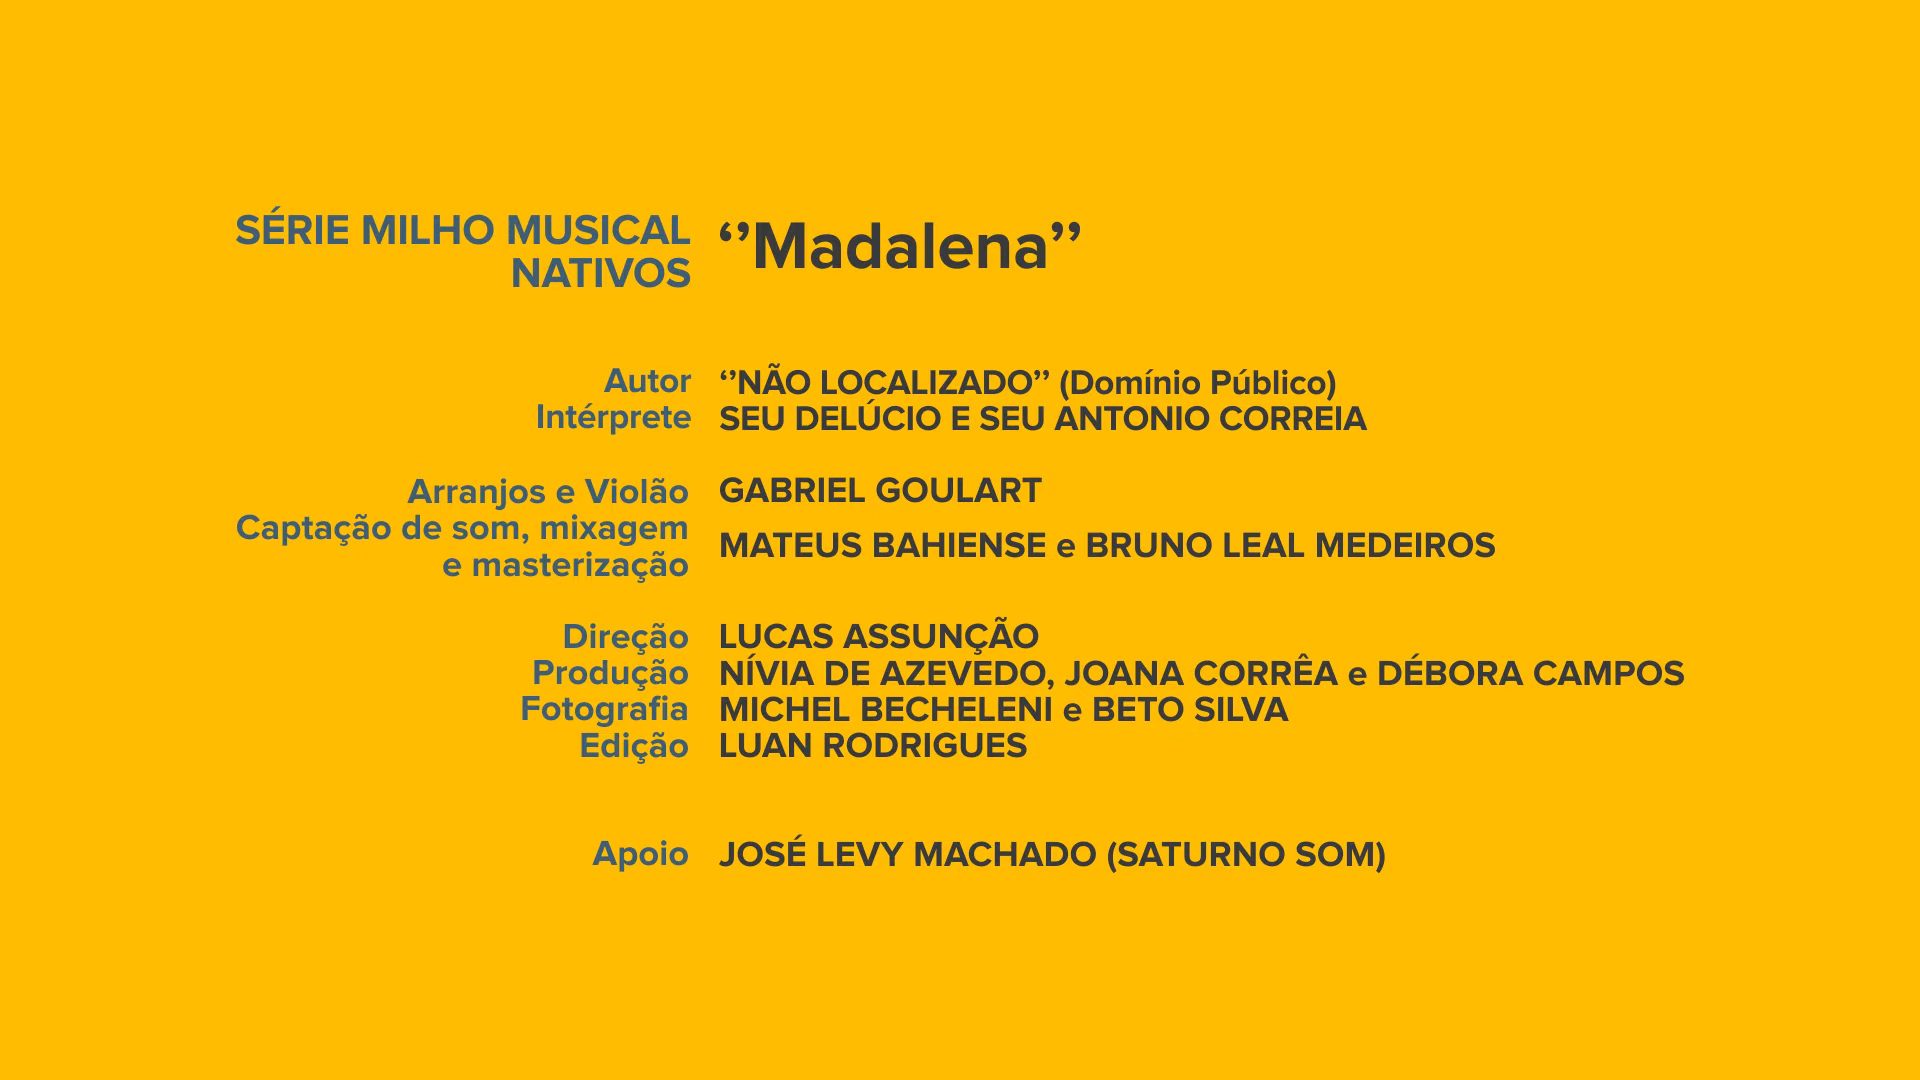 SÉRIE MILHO MUSICAL
NATIVOS
‘’Madalena’’
Autor ‘’NÃO LOCALIZADO’’ (Domínio Público)
Intérprete SEU DELÚCIO E SEU ANTONIO CORREIA
Arranjos e Violão GABRIEL GOULART
Captação de som, mixagem
e masterização
MATEUS BAHIENSE e BRUNO LEAL MEDEIROS
Direção LUCAS ASSUNÇÃO
Produção NÍVIA DE AZEVEDO, JOANA CORRÊA e DÉBORA CAMPOS
Fotografia MICHEL BECHELENI e BETO SILVA
Edição LUAN RODRIGUES
Apoio JOSÉ LEVY MACHADO (SATURNO SOM)